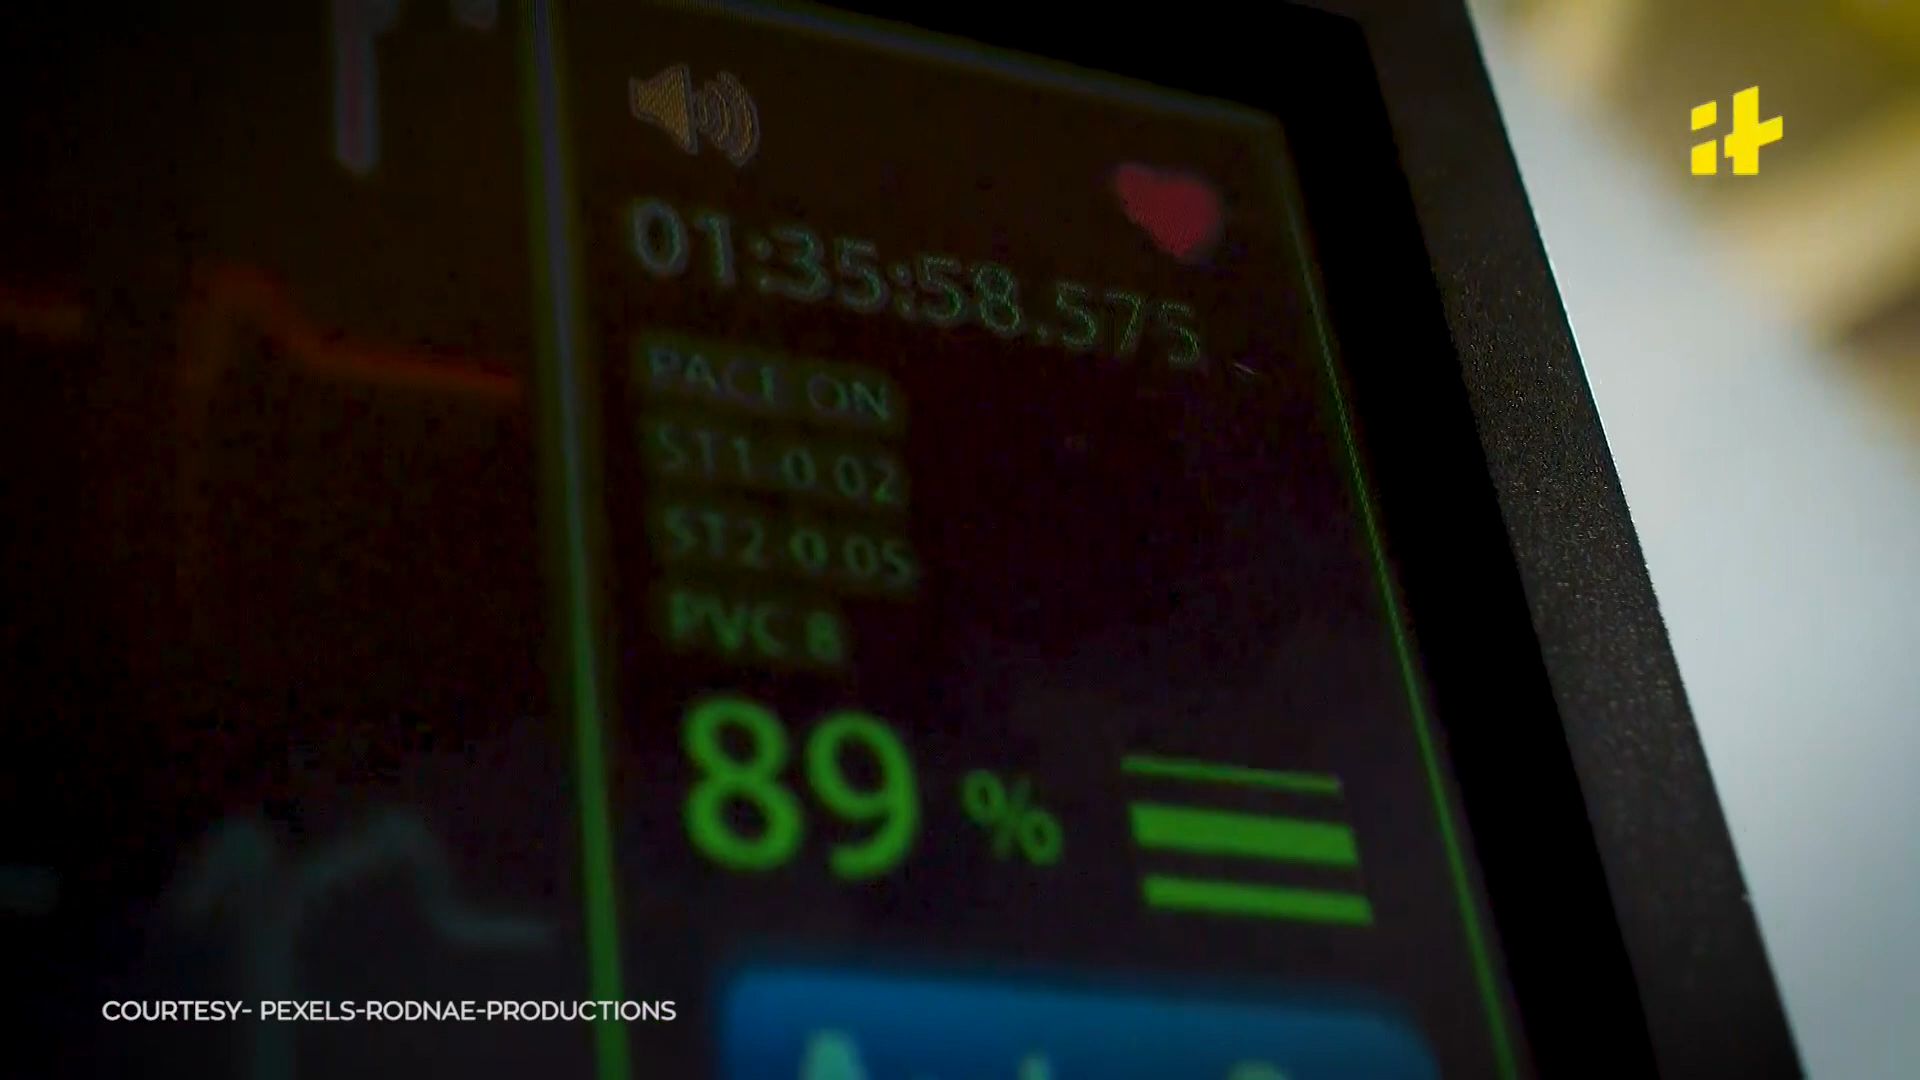 01:35:58.575
PACE ON
ST1 0.02
ST2 0.05
PVC 8
89 %
COURTESY- PEXELS-RODNAE-PRODUCTIONS